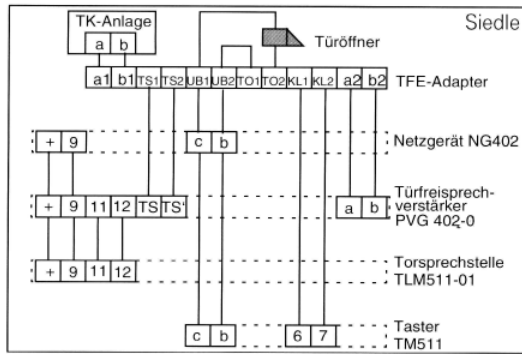 Siedle
TK-Anlage
a b
Türöffner
a1 b1 TS1 TS2 UB1 UB2 TO1 TO2 KL1 KL2 a2 b2 TFE-Adapter
+ 9 c b Netzgerät NG402
+ 9 11 12 TS TS' a b Türfreisprech-
verstärker
PVG 402-0
+ 9 11 12 Torsprechstelle
TLM511-01
c b 6 7 Taster
TM511